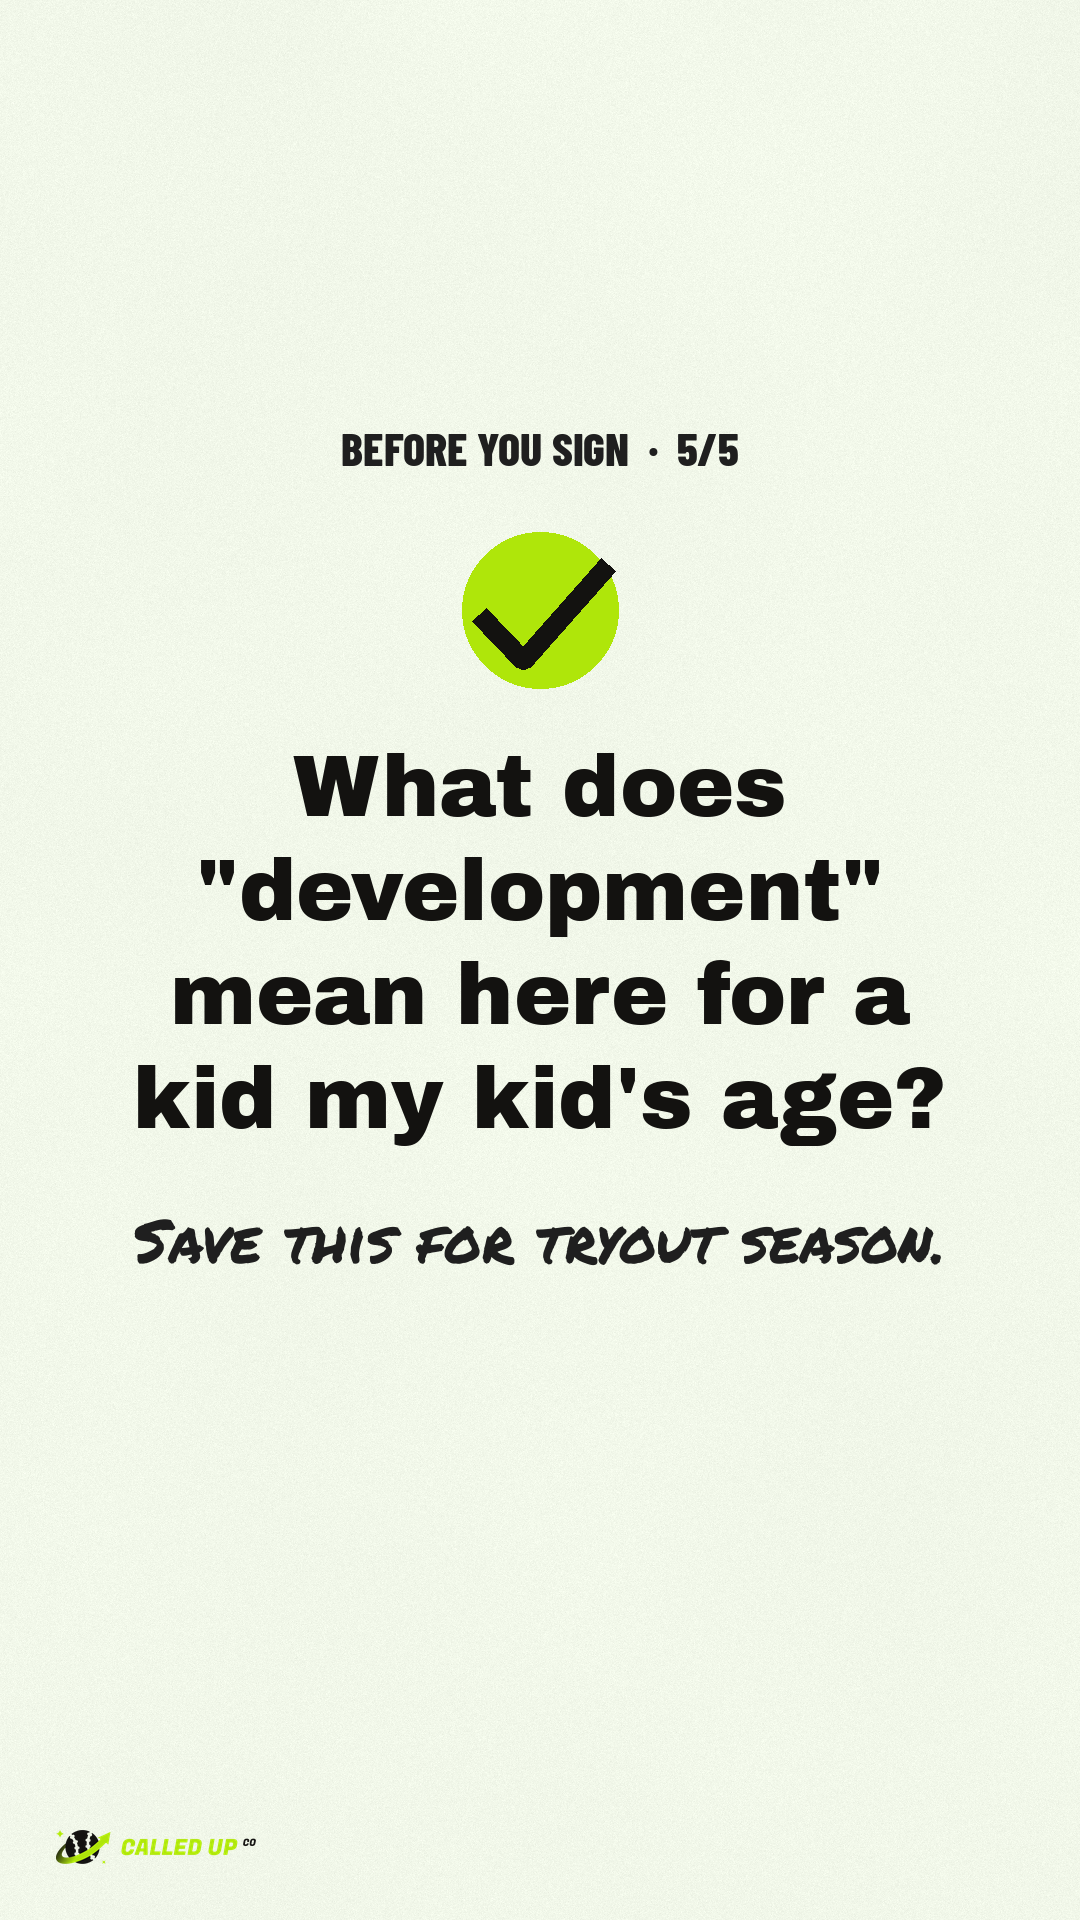 BEFORE YOU SIGN · 5/5
What does
"development"
mean here for a
kid my kid's age?
SAVE THIS FOR TRYOUT SEASON.
CALLED UP CO